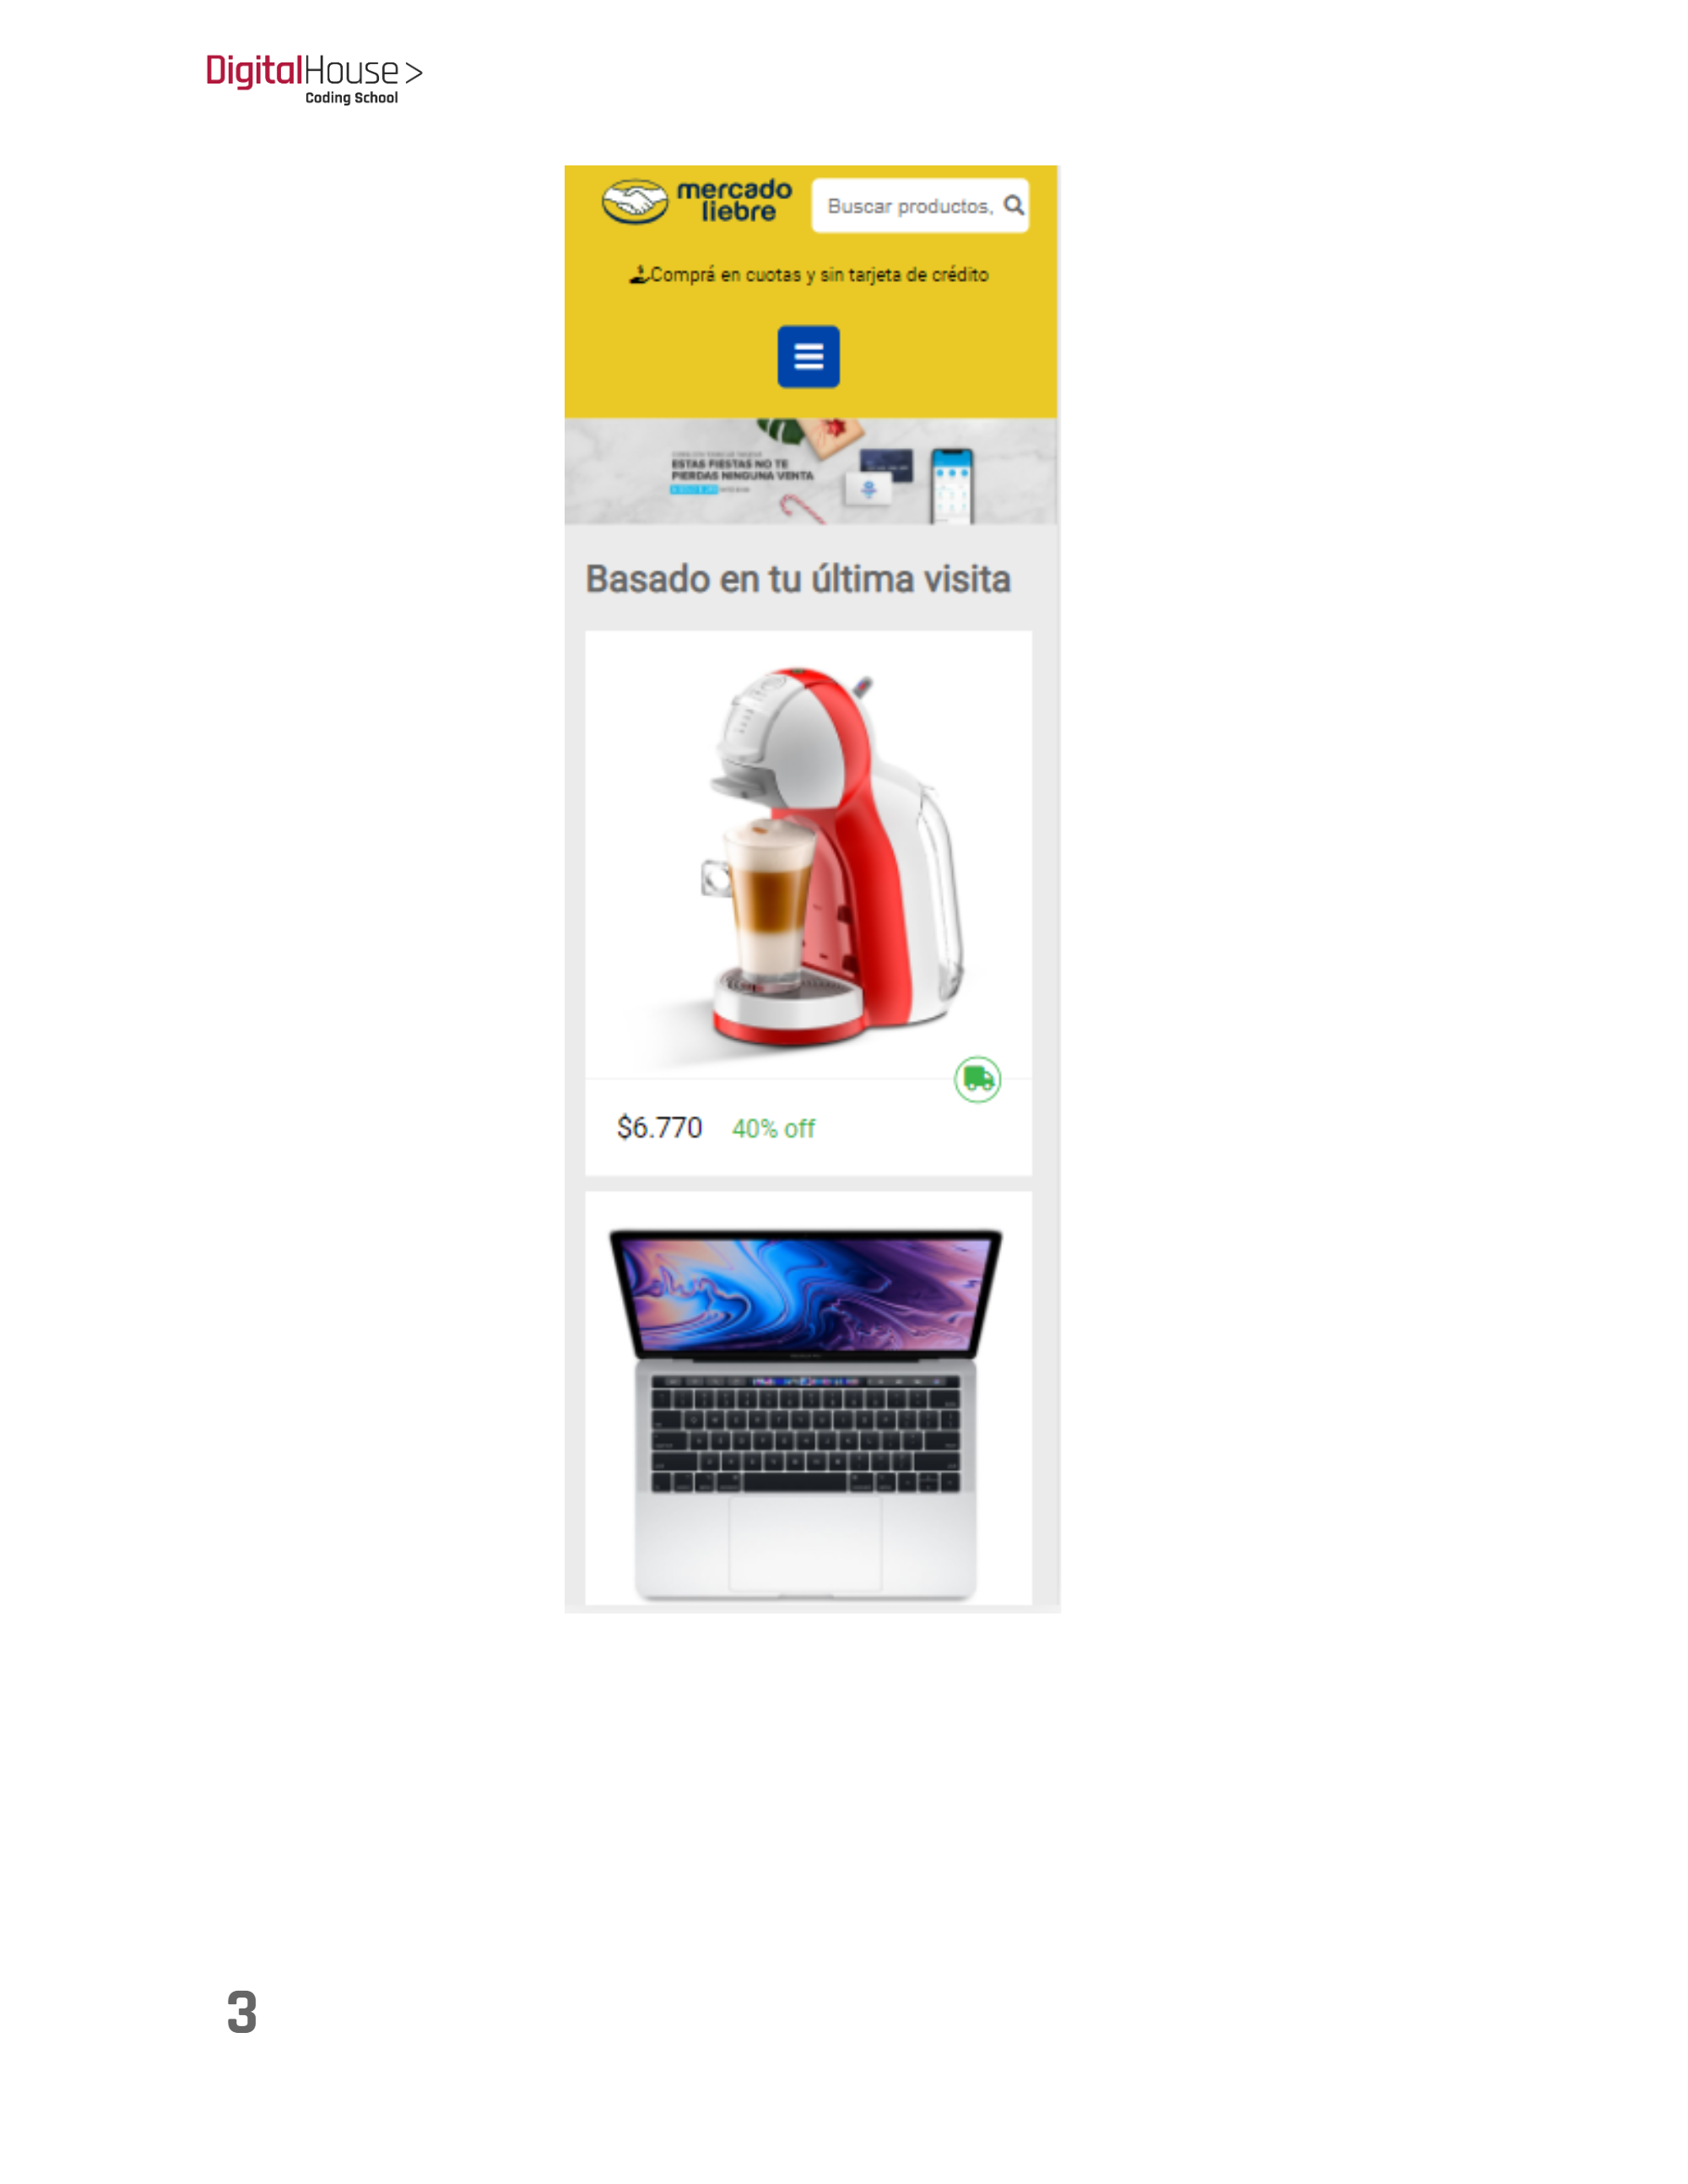 DigitalHouse >
Coding School
mercado
liebre
Buscar productos,
Comprá en cuotas y sin tarjeta de crédito
ESTAS FIESTAS NO TE
PIERDAS NINGUNA VENTA
Basado en tu última visita
$6.770 40% off
3